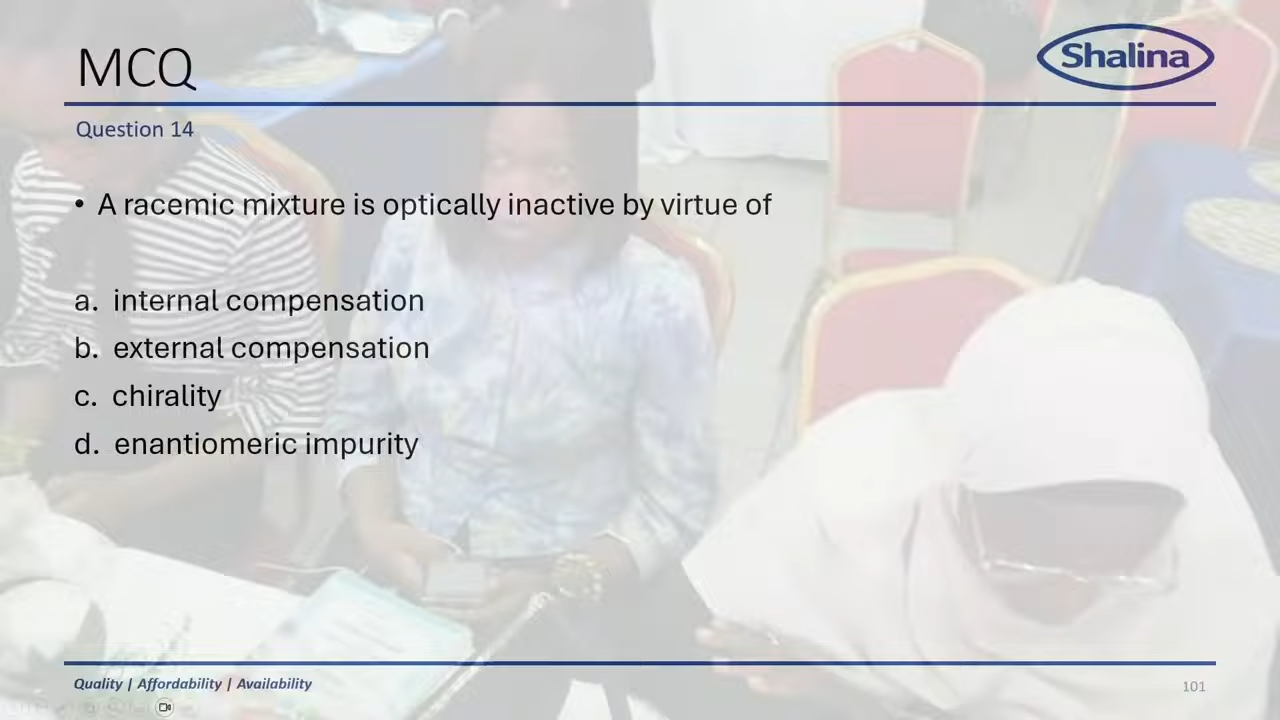 MCQ
Shalina
Question 14
• A racemic mixture is optically inactive by virtue of
a. internal compensation
b. external compensation
c. chirality
d. enantiomeric impurity
Quality | Affordability | Availability
101